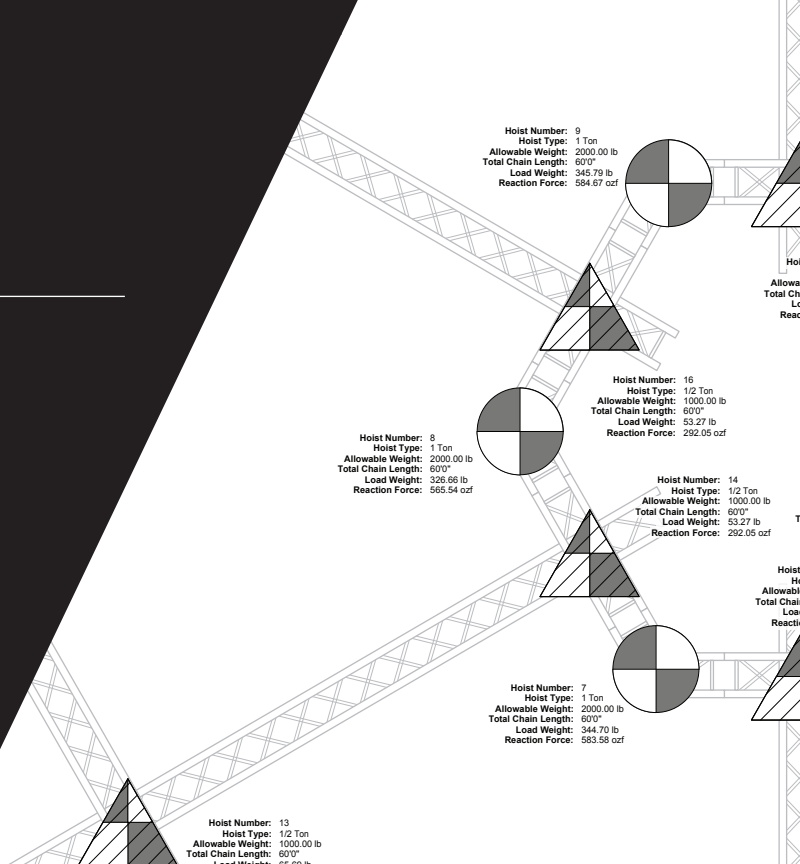 Hoist Number: 9
Hoist Type: 1 Ton
Allowable Weight: 2000.00 lb
Total Chain Length: 60'0"
Load Weight: 345.79 lb
Reaction Force: 584.67 ozf
Hoist Number: 16
Hoist Type: 1/2 Ton
Allowable Weight: 1000.00 lb
Total Chain Length: 60'0"
Load Weight: 53.27 lb
Reaction Force: 292.05 ozf
Hoist Number: 8
Hoist Type: 1 Ton
Allowable Weight: 2000.00 lb
Total Chain Length: 60'0"
Load Weight: 326.66 lb
Reaction Force: 565.54 ozf
Hoist Number: 14
Hoist Type: 1/2 Ton
Allowable Weight: 1000.00 lb
Total Chain Length: 60'0"
Load Weight: 53.27 lb
Reaction Force: 292.05 ozf
Hoist Number: 7
Hoist Type: 1 Ton
Allowable Weight: 2000.00 lb
Total Chain Length: 60'0"
Load Weight: 344.70 lb
Reaction Force: 583.58 ozf
Hoist Number: 13
Hoist Type: 1/2 Ton
Allowable Weight: 1000.00 lb
Total Chain Length: 60'0"